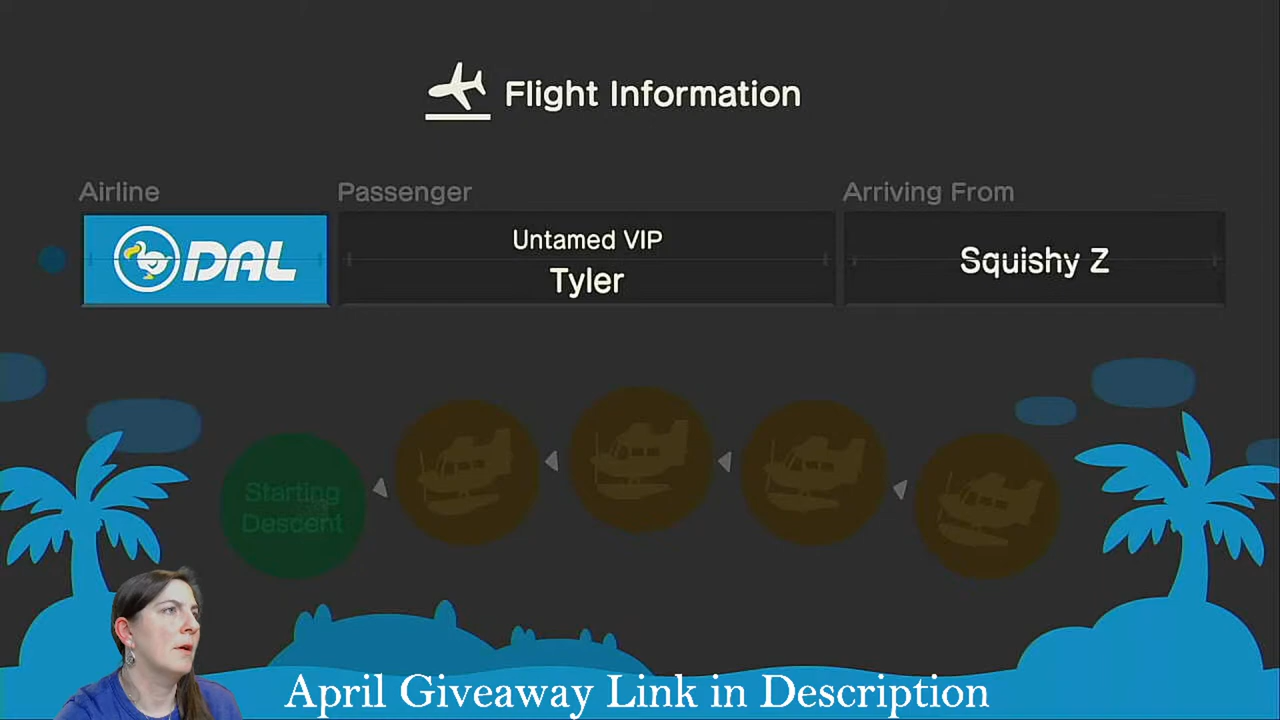 Flight Information
Airline
Passenger
Arriving From
DAL
Untamed VIP
Tyler
Squishy Z
Starting
Descent
April Giveaway Link in Description